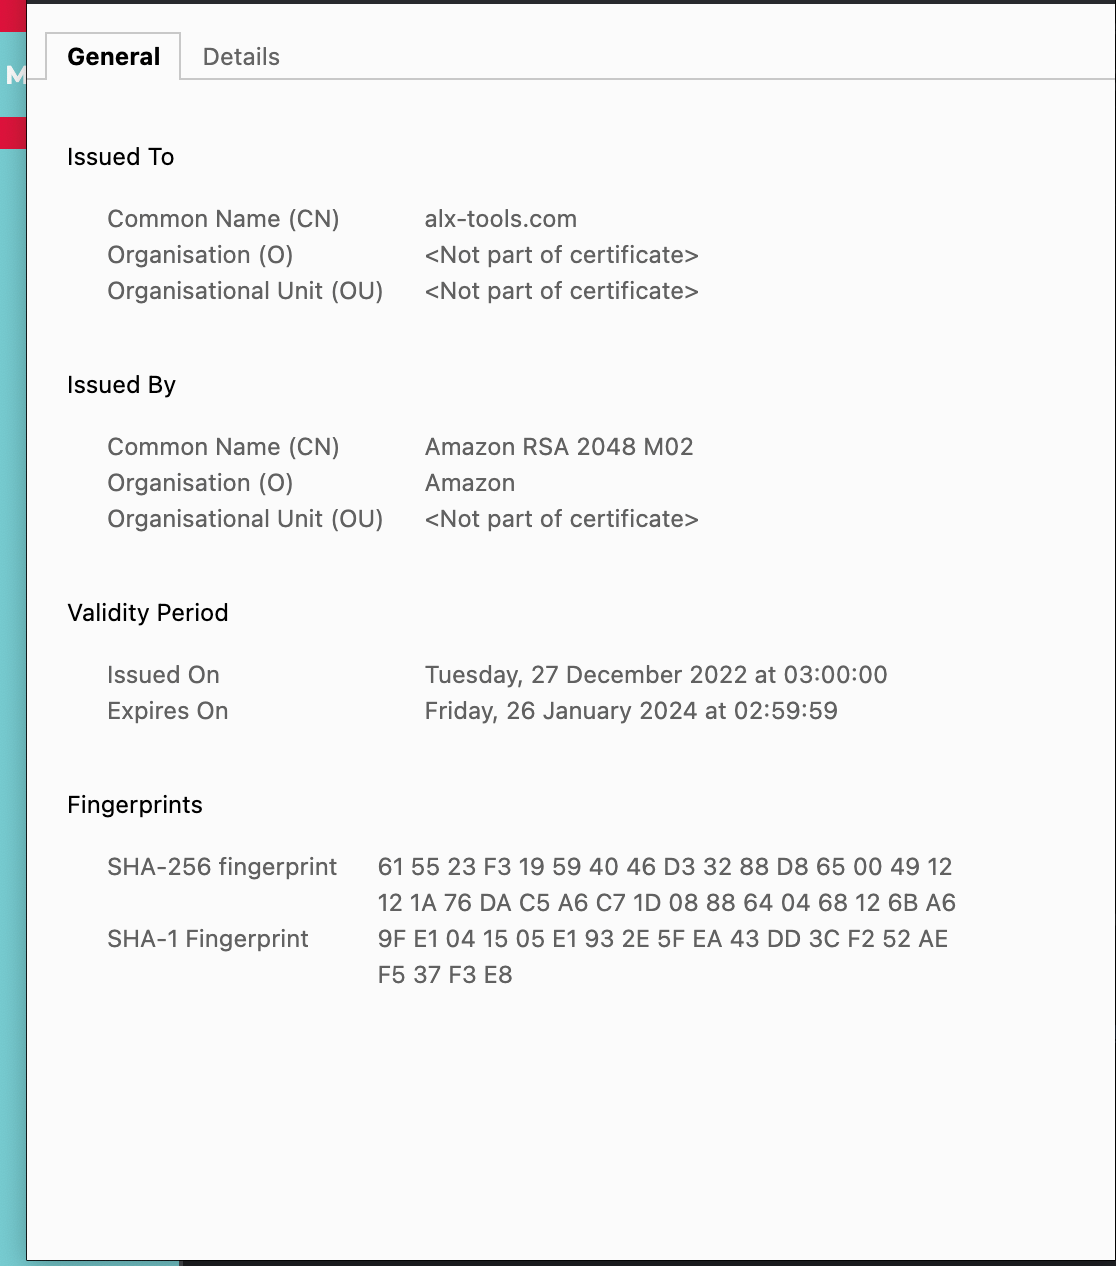 General Details
M
Issued To
Common Name (CN) alx-tools.com
Organisation (O) <Not part of certificate>
Organisational Unit (OU) <Not part of certificate>
Issued By
Common Name (CN) Amazon RSA 2048 M02
Organisation (O) Amazon
Organisational Unit (OU) <Not part of certificate>
Validity Period
Issued On Tuesday, 27 December 2022 at 03:00:00
Expires On Friday, 26 January 2024 at 02:59:59
Fingerprints
SHA-256 fingerprint 61 55 23 F3 19 59 40 46 D3 32 88 D8 65 00 49 12
12 1A 76 DA C5 A6 C7 1D 08 88 64 04 68 12 6B A6
SHA-1 Fingerprint 9F E1 04 15 05 E1 93 2E 5F EA 43 DD 3C F2 52 AE
F5 37 F3 E8